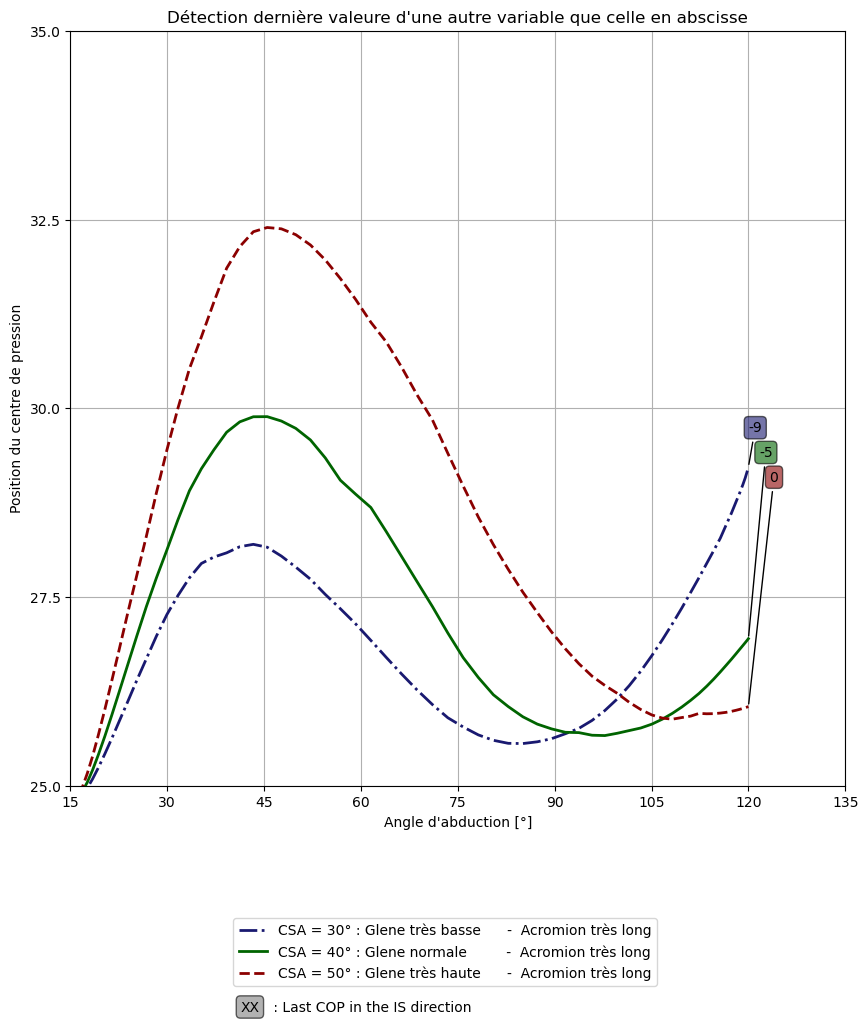 Détection dernière valeure d'une autre variable que celle en abscisse
35.0
32.5
30.0
27.5
25.0
Position du centre de pression
-9
-5
0
15 30 45 60 75 90 105 120 135
Angle d'abduction [°]
CSA = 30° : Glene très basse - Acromion très long
CSA = 40° : Glene normale - Acromion très long
CSA = 50° : Glene très haute - Acromion très long
XX : Last COP in the IS direction